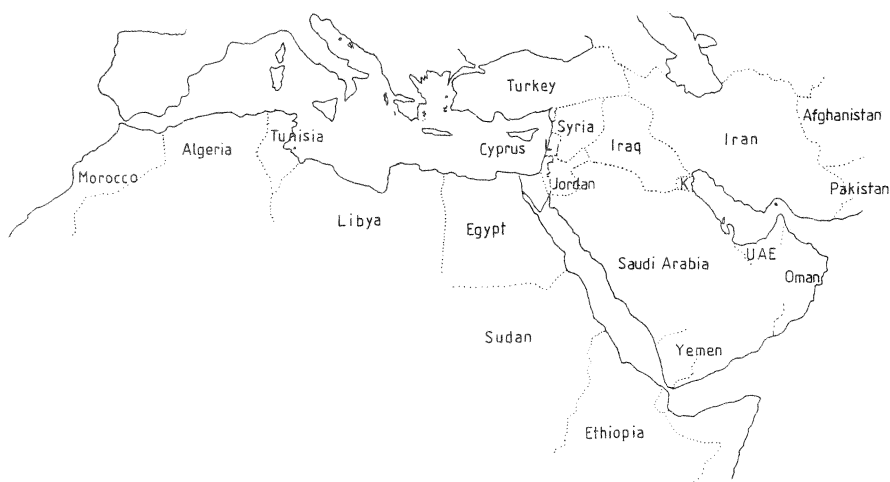 Turkey
Afghanistan
Syria
Tunisia
Iran
Algeria
Cyprus
L
Iraq
Morocco
Jordan
K
Pakistan
Libya
Egypt
UAE
Saudi Arabia
Oman
Sudan
Yemen
Ethiopia